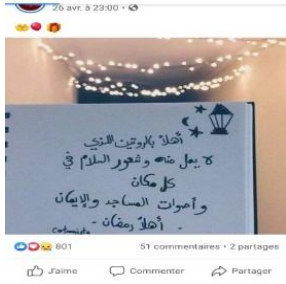 26 avr. à 23:00
أهلاً بالروتين اللذي
لا يمل منه وشعور السلام في
كل مكان
وأصوات المساجد والإيمان
- أهلاً رمضان -
801
51 commentaires • 2 partages
J'aime
Commenter
Partager